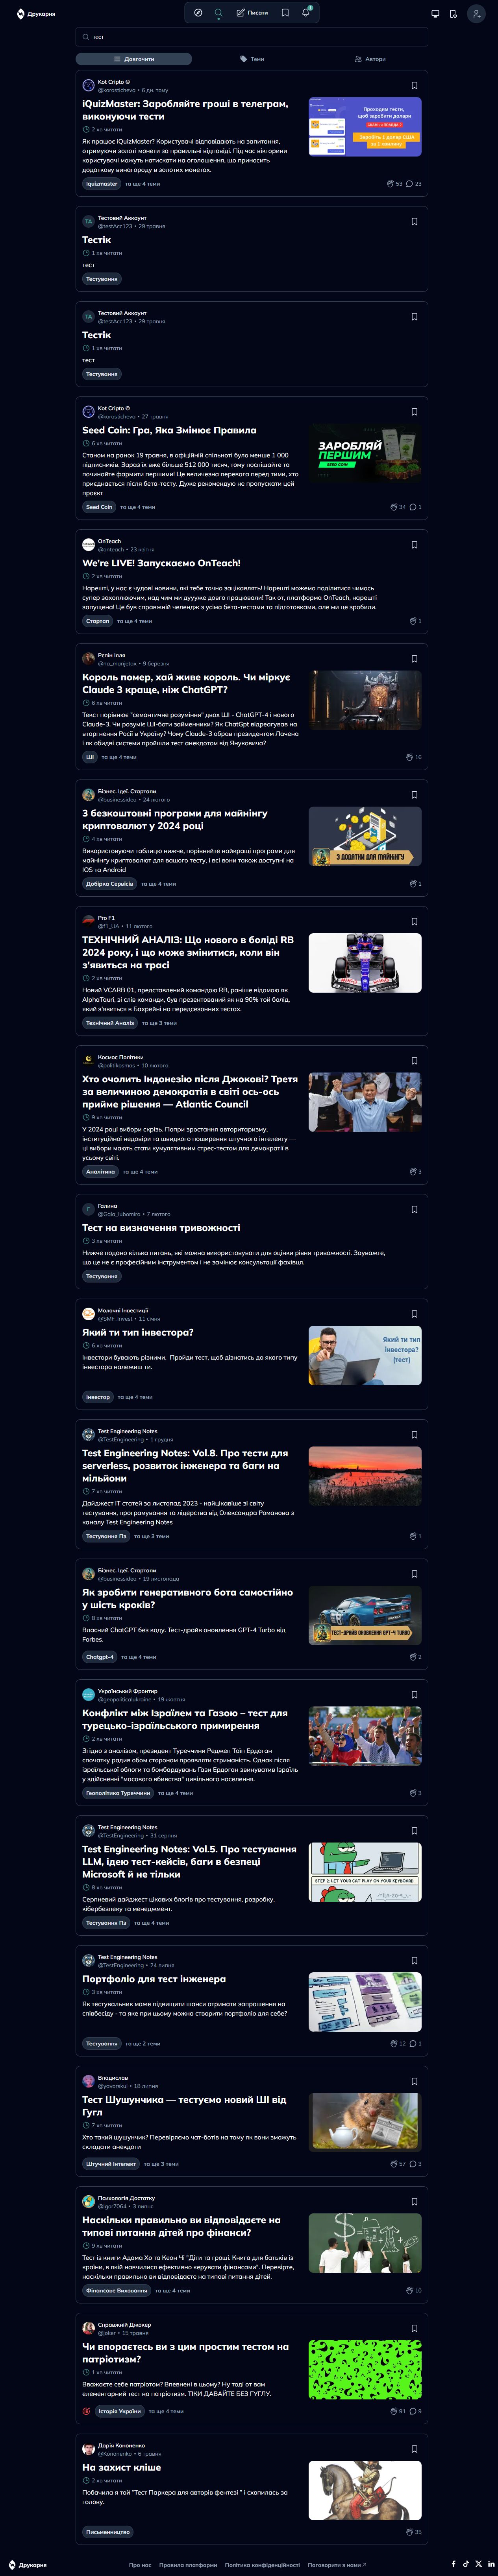 Друкарня
Писати
1
тест
Довгочити
Теми
Автори
Kot Cripto ©
@korosticheva • 6 дн. тому
iQuizMaster: Заробляйте гроші в телеграм,
виконуючи тести
2 хв читати
Як працює iQuizMaster? Користувачі відповідають на запитання,
отримуючи золоті монети за правильні відповіді. Під час вікторини
користувачі можуть натискати на оголошення, що приносить
додаткову винагороду в золотих монетах.
Проходим тести,
щоб заробити долари
СКАМ чи ПРАВДА ?
Заробіть 1 долар США
за 1 хвилину
Iquizmaster
та ще 4 теми
53
23
Тестовий Аккаунт
@testAcc123 • 29 травня
Тестік
1 хв читати
тест
Тестування
Тестовий Аккаунт
@testAcc123 • 29 травня
Тестік
1 хв читати
тест
Тестування
Kot Cripto ©
@korosticheva • 27 травня
Seed Coin: Гра, Яка Змінює Правила
6 хв читати
Станом на ранок 19 травня, в офіційній спільноті було менше 1 000
підписників. Зараз їх вже більше 512 000 тисяч, тому поспішайте та
починайте фармити першими! Це величезна перевага перед тими, хто
приєднається після бета-тесту. Дуже рекомендую не пропускати цей
проєкт
ЗАРОБЛЯЙ
ПЕРШИМ
SEED COIN
Seed Coin
та ще 4 теми
34
1
OnTeach
@onteach • 23 квітня
We're LIVE! Запускаємо OnTeach!
2 хв читати
Нарешті, у нас є чудові новини, які тебе точно зацікавлять! Нарешті можемо поділитися чимось
супер захоплюючим, над чим ми дуууже довго працювали! Так от, платформа OnTeach, нарешті
запущена! Це був справжній челендж з усіма бета-тестами та підготовками, але ми це зробили.
Стартап
та ще 4 теми
1
Рєпін Ілля
@no_monjetax • 9 березня
Король помер, хай живе король. Чи міркує
Claude 3 краще, ніж ChatGPT?
6 хв читати
Текст порівнює "семантичне розуміння" двох ШІ - ChatGPT-4 і нового
Claude-3. Чи розуміє ШІ-боти займенники? Як ChatGpt відреагував на
вторгнення Росії в Україну? Чому Claude-3 обрав президентом Лачена
і як обидві системи пройшли тест анекдотом від Януковича?
ШІ
та ще 4 теми
16
Бізнес. Ідеї. Стартапи
@businessidea • 24 лютого
3 безкоштовні програми для майнінгу
криптовалют у 2024 році
4 хв читати
Використовуючи таблицю нижче, порівняйте найкращі програми для
майнінгу криптовалют для вашого тесту, і всі вони також доступні на
IOS та Android
3 ДОДАТКИ ДЛЯ МАЙНІНГУ
Добірка Сервісів
та ще 4 теми
1
Pro F1
@f1_UA • 11 лютого
ТЕХНІЧНИЙ АНАЛІЗ: Що нового в боліді RB
2024 року, і що може змінитися, коли він
з'явиться на трасі
2 хв читати
Новий VCARB 01, представлений командою RB, раніше відомою як
AlphaTauri, зі слів команди, був презентований як на 90% той болід,
який з'явиться в Бахрейні на передсезонних тестах.
Технічний Аналіз
та ще 3 теми
Космос Політики
@politikosmos • 10 лютого
Хто очолить Індонезію після Джокові? Третя
за величиною демократія в світі ось-ось
прийме рішення — Atlantic Council
9 хв читати
У 2024 році вибори скрізь. Попри зростання авторитаризму,
інституційної недовіри та швидкого поширення штучного інтелекту —
ці вибори мають стати кумулятивним стрес-тестом для демократії в
усьому світі.
Аналітика
та ще 4 теми
3
Г
Галина
@Gala_lubomira • 7 лютого
Тест на визначення тривожності
3 хв читати
Нижче подано кілька питань, які можна використовувати для оцінки рівня тривожності. Зауважте,
що це не є професійним інструментом і не замінює консультації фахівця.
Тестування
Молочні Інвестиції
@SMF_Invest • 11 січня
Який ти тип інвестора?
6 хв читати
Інвестори бувають різними. Пройди тест, щоб дізнатись до якого типу
інвестора належиш ти.
Який ти тип
інвестора?
(тест)
Інвестор
та ще 4 теми
Test Engineering Notes
@TestEngineering • 1 грудня
Test Engineering Notes: Vol.8. Про тести для
serverless, розвиток інженера та баги на
мільйони
7 хв читати
Дайджест IT статей за листопад 2023 - найцікавіше зі світу
тестування, програмування та лідерства від Олександра Романова з
каналу Test Engineering Notes
Тестування Пз
та ще 3 теми
1
Бізнес. Ідеї. Стартапи
@businessidea • 19 листопада
Як зробити генеративного бота самостійно
у шість кроків?
8 хв читати
Власний ChatGPT без коду. Тест-драйв оновлення GPT-4 Turbo від
Forbes.
ТЕСТ-ДРАЙВ ОНОВЛЕННЯ GPT-4 TURBO
Chatgpt-4
та ще 4 теми
2
Український Фронтир
@geopoliticalukraine • 19 жовтня
Конфлікт між Ізраїлем та Газою – тест для
турецько-ізраїльського примирення
2 хв читати
Згідно з аналізом, президент Туреччини Реджеп Таїп Ердоган
спочатку радив обом сторонам проявляти стриманість. Однак після
ізраїльської облоги та бомбардувань Гази Ердоган звинуватив Ізраїль
у здійсненні "масового вбивства" цивільного населення.
Геополітика Туреччини
та ще 4 теми
3
Test Engineering Notes
@TestEngineering • 31 серпня
Test Engineering Notes: Vol.5. Про тестування
LLM, ідею тест-кейсів, баги в безпеці
Microsoft й не тільки
8 хв читати
Серпневий дайджест цікавих блогів про тестування, розробку,
кібербезпеку та менеджмент.
STEP 2: LET YOUR CAT PLAY ON YOUR KEYBOARD
Тестування Пз
та ще 4 теми
Test Engineering Notes
@TestEngineering • 24 липня
Портфоліо для тест інженера
3 хв читати
Як тестувальник може підвищити шанси отримати запрошення на
співбесіду - та яке при цьому можна створити портфоліо для себе?
Тестування
та ще 2 теми
12
1
Владислав
@yavorskui • 18 липня
Тест Шушунчика — тестуємо новий ШІ від
Гугл
7 хв читати
Хто такий шушунчик? Перевіряємо чат-ботів на тому як вони зможуть
складати анекдоти
Штучний Інтелект
та ще 3 теми
57
3
Психологія Достатку
@Igor7064 • 3 липня
Наскільки правильно ви відповідаєте на
типові питання дітей про фінанси?
9 хв читати
Тест із книги Адама Хо та Кеон Чі "Діти та гроші. Книга для батьків із
країни, в якій навчилися ефективно керувати фінансами". Перевірте,
наскільки правильно ви відповідаєте на типові питання дітей.
Фінансове Виховання
та ще 4 теми
10
Справжній Джокер
@joker • 15 травня
Чи впораєтесь ви з цим простим тестом на
патріотизм?
1 хв читати
Вважаєте себе патріотом? Впевнені в цьому? Ну тоді от вам
елементарний тест на патріотизм. ТІКИ ДАВАЙТЕ БЕЗ ГУГЛУ.
Історія України
та ще 4 теми
91
9
Дарія Кононенко
@Kononenko • 6 травня
На захист кліше
2 хв читати
Побачила я той "Тест Паркера для авторів фентезі " і схопилась за
голову.
Письменництво
35
Друкарня
Про нас
Правила платформи
Політика конфіденційності
Поговорити з нами ↗